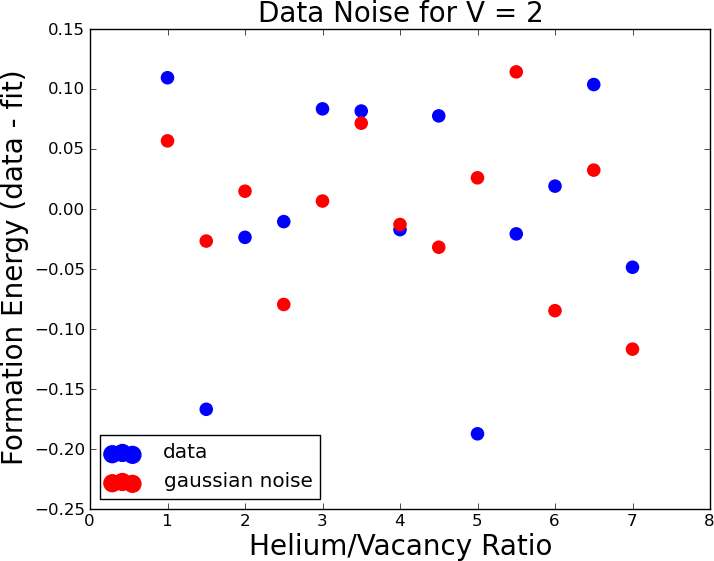 Data Noise for V = 2
Formation Energy (data - fit)
0.15
0.10
0.05
0.00
−0.05
−0.10
−0.15
−0.20
−0.25
data
gaussian noise
0 1 2 3 4 5 6 7 8
Helium/Vacancy Ratio